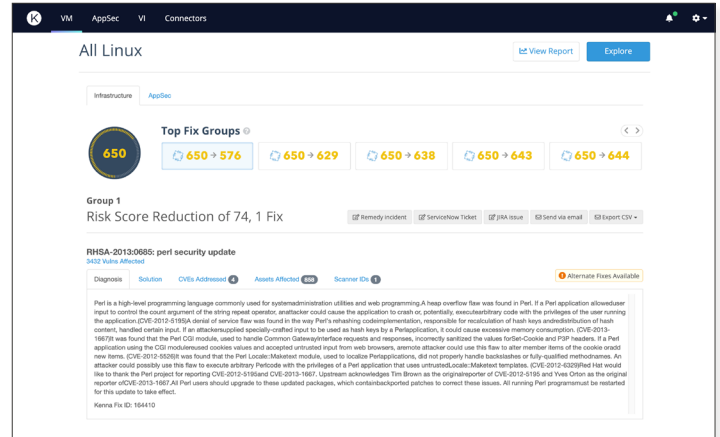 K VM AppSec VI Connectors
All Linux
View Report Explore
Infrastructure AppSec
Top Fix Groups ?
650
650 → 576 650 → 629 650 → 638 650 → 643 650 → 644
Group 1
Risk Score Reduction of 74, 1 Fix
Remedy incident ServiceNow Ticket JIRA issue Send via email Export CSV
RHSA-2013:0685: perl security update
3432 Vulns Affected
Diagnosis Solution CVEs Addressed 4 Assets Affected 858 Scanner IDs 1
! Alternate Fixes Available
Perl is a high-level programming language commonly used for systemadministration utilities and web programming.A heap overflow flaw was found in Perl. If a Perl application alloweduser
input to control the count argument of the string repeat operator, anattacker could cause the application to crash or, potentially, executearbitrary code with the privileges of the user running
the application.(CVE-2012-5195)A denial of service flaw was found in the way Perl's rehashing codeimplementation, responsible for recalculation of hash keys andredistribution of hash
content, handled certain input. If an attackersupplied specially-crafted input to be used as hash keys by a Perlapplication, it could cause excessive memory consumption. (CVE-2013-
1667)It was found that the Perl CGI module, used to handle Common GatewayInterface requests and responses, incorrectly sanitized the values forSet-Cookie and P3P headers. If a Perl
application using the CGI modulereused cookies values and accepted untrusted input from web browsers, aremote attacker could use this flaw to alter member items of the cookie oradd
new items. (CVE-2012-5526)It was found that the Perl Locale::Maketext module, used to localize Perlapplications, did not properly handle backslashes or fully-qualified methodnames. An
attacker could possibly use this flaw to execute arbitrary Perlcode with the privileges of a Perl application that uses untrustedLocale::Maketext templates. (CVE-2012-6329)Red Hat would
like to thank the Perl project for reporting CVE-2012-5195and CVE-2013-1667. Upstream acknowledges Tim Brown as the originalreporter of CVE-2012-5195 and Yves Orton as the original
reporter ofCVE-2013-1667.All Perl users should upgrade to these updated packages, which containbackported patches to correct these issues. All running Perl programsmust be restarted
for this update to take effect.
Kenna Fix ID: 164410